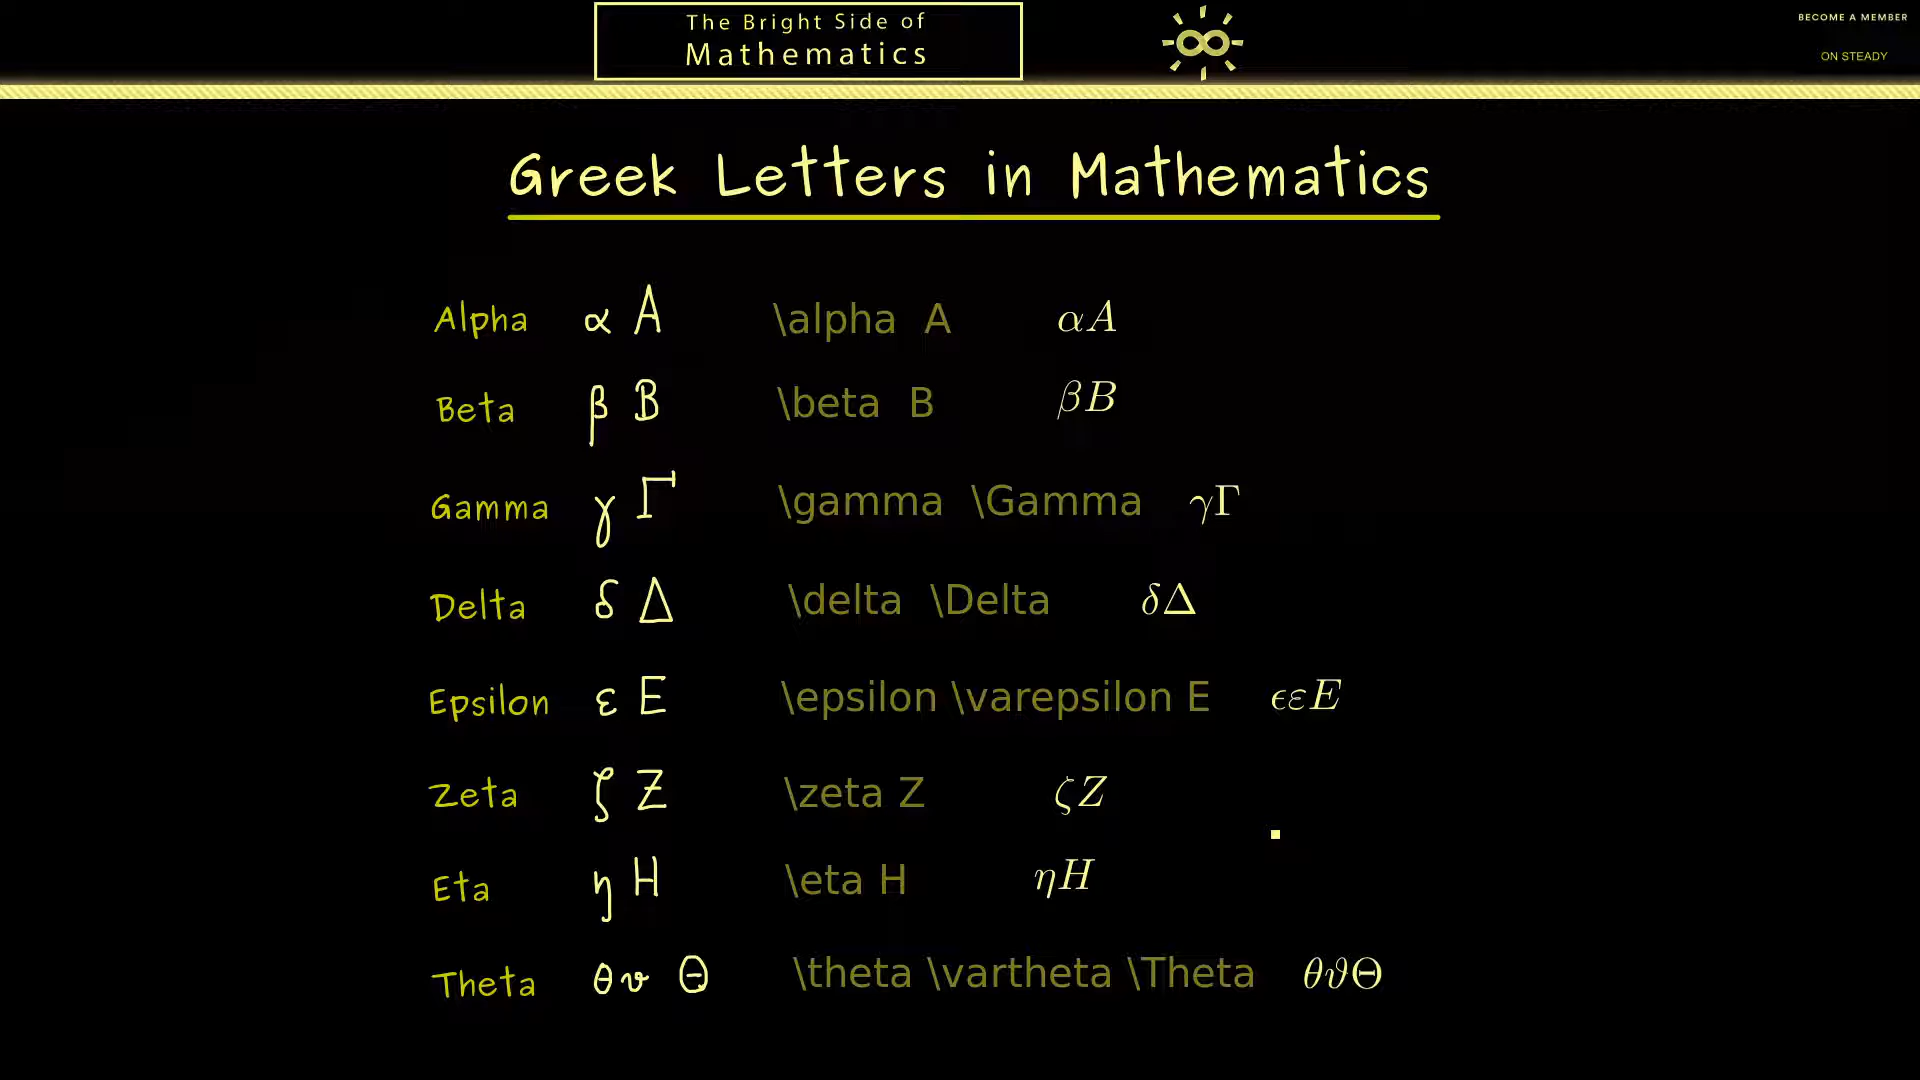 The Bright Side of
Mathematics
BECOME A MEMBER
ON STEADY
Greek Letters in Mathematics
Alpha α A \alpha A αA
Beta β B \beta B βB
Gamma γ Γ \gamma \Gamma γΓ
Delta δ Δ \delta \Delta δΔ
Epsilon ε E \epsilon \varepsilon E ϵεE
Zeta ζ Z \zeta Z ζZ
Eta η H \eta H ηH
Theta θ ϑ Θ \theta \vartheta \Theta θϑΘ